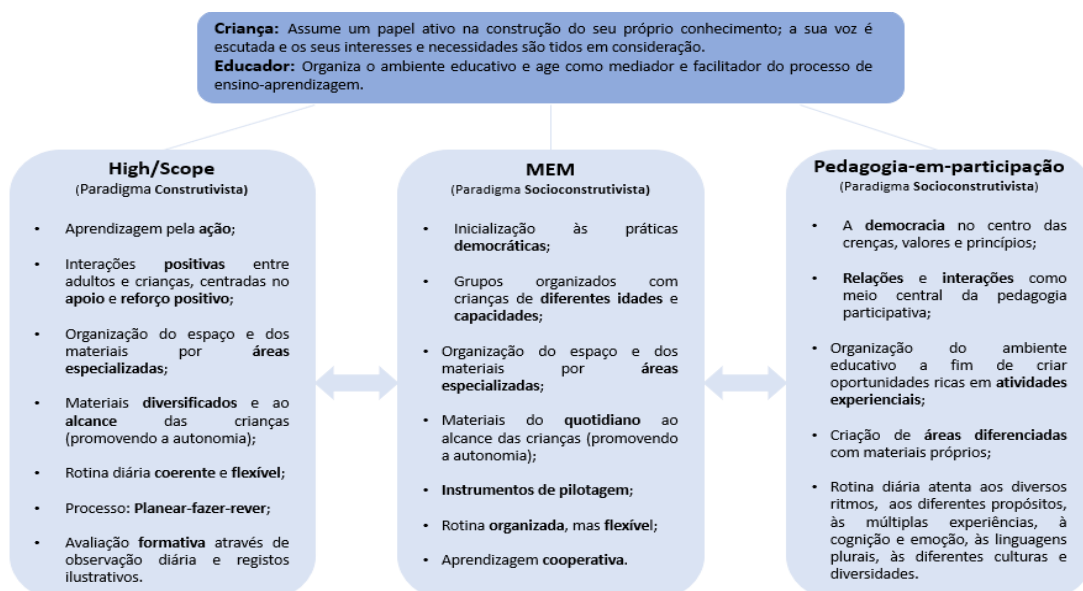 Criança: Assume um papel ativo na construção do seu próprio conhecimento; a sua voz é
escutada e os seus interesses e necessidades são tidos em consideração.
Educador: Organiza o ambiente educativo e age como mediador e facilitador do processo de
ensino-aprendizagem.
High/Scope
(Paradigma Construtivista)
• Aprendizagem pela ação;
• Interações positivas entre
adultos e crianças, centradas no
apoio e reforço positivo;
• Organização do espaço e dos
materiais por áreas
especializadas;
• Materiais diversificados e ao
alcance das crianças
(promovendo a autonomia);
• Rotina diária coerente e flexível;
• Processo: Planear-fazer-rever;
• Avaliação formativa através de
observação diária e registos
ilustrativos.
MEM
(Paradigma Socioconstrutivista)
• Inicialização às práticas
democráticas;
• Grupos organizados com
crianças de diferentes idades e
capacidades;
• Organização do espaço e dos
materiais por áreas
especializadas;
• Materiais do quotidiano ao
alcance das crianças (promovendo
a autonomia);
• Instrumentos de pilotagem;
• Rotina organizada, mas flexível;
• Aprendizagem cooperativa.
Pedagogia-em-participação
(Paradigma Socioconstrutivista)
• A democracia no centro das
crenças, valores e princípios;
• Relações e interações como
meio central da pedagogia
participativa;
• Organização do ambiente
educativo a fim de criar
oportunidades ricas em atividades
experienciais;
• Criação de áreas diferenciadas
com materiais próprios;
• Rotina diária atenta aos diversos
ritmos, aos diferentes propósitos,
às múltiplas experiências, à
cognição e emoção, às linguagens
plurais, às diferentes culturas e
diversidades.